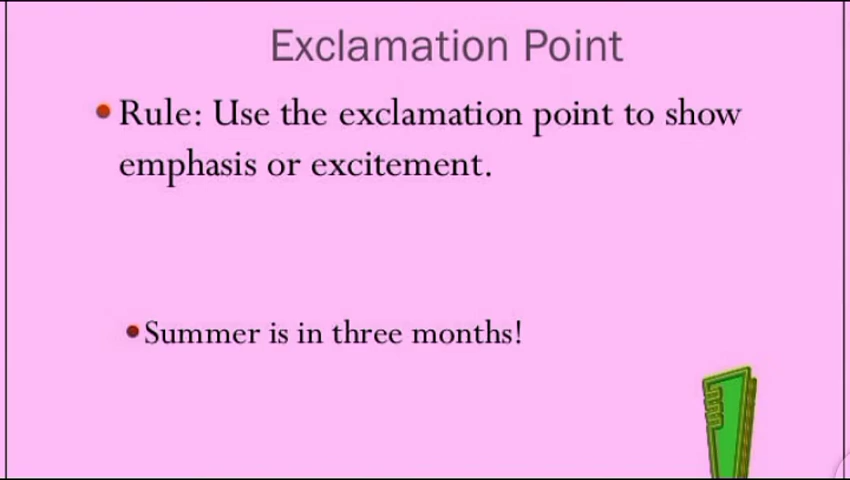 Exclamation Point
Rule: Use the exclamation point to show
emphasis or excitement.
Summer is in three months!